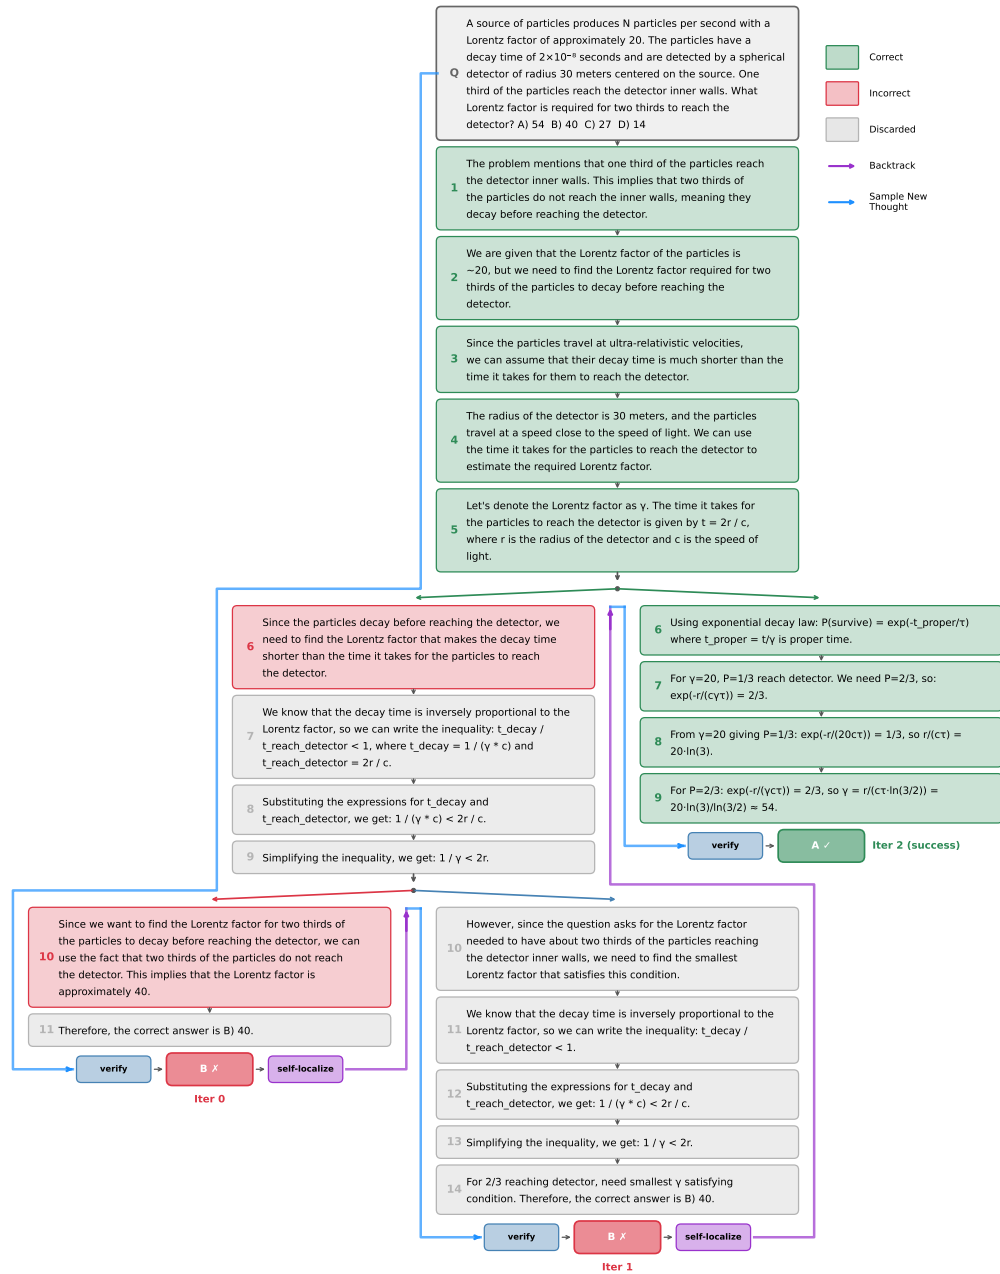 Q
A source of particles produces N particles per second with a
Lorentz factor of approximately 20. The particles have a
decay time of 2×10⁻⁸ seconds and are detected by a spherical
detector of radius 30 meters centered on the source. One
third of the particles reach the detector inner walls. What
Lorentz factor is required for two thirds to reach the
detector? A) 54 B) 40 C) 27 D) 14
Correct
Incorrect
Discarded
Backtrack
Sample New
Thought
1
The problem mentions that one third of the particles reach
the detector inner walls. This implies that two thirds of
the particles do not reach the inner walls, meaning they
decay before reaching the detector.
2
We are given that the Lorentz factor of the particles is
~20, but we need to find the Lorentz factor required for two
thirds of the particles to decay before reaching the
detector.
3
Since the particles travel at ultra-relativistic velocities,
we can assume that their decay time is much shorter than the
time it takes for them to reach the detector.
4
The radius of the detector is 30 meters, and the particles
travel at a speed close to the speed of light. We can use
the time it takes for the particles to reach the detector to
estimate the required Lorentz factor.
5
Let's denote the Lorentz factor as γ. The time it takes for
the particles to reach the detector is given by t = 2r / c,
where r is the radius of the detector and c is the speed of
light.
6
Since the particles decay before reaching the detector, we
need to find the Lorentz factor that makes the decay time
shorter than the time it takes for the particles to reach
the detector.
7
We know that the decay time is inversely proportional to the
Lorentz factor, so we can write the inequality: t_decay /
t_reach_detector < 1, where t_decay = 1 / (γ * c) and
t_reach_detector = 2r / c.
8
Substituting the expressions for t_decay and
t_reach_detector, we get: 1 / (γ * c) < 2r / c.
9
Simplifying the inequality, we get: 1 / γ < 2r.
6
Using exponential decay law: P(survive) = exp(-t_proper/τ)
where t_proper = t/γ is proper time.
7
For γ=20, P=1/3 reach detector. We need P=2/3, so:
exp(-r/(cγτ)) = 2/3.
8
From γ=20 giving P=1/3: exp(-r/(20cτ)) = 1/3, so r/(cτ) =
20·ln(3).
9
For P=2/3: exp(-r/(γcτ)) = 2/3, so γ = r/(cτ·ln(3/2)) =
20·ln(3)/ln(3/2) ≈ 54.
verify
A ✓
Iter 2 (success)
10
Since we want to find the Lorentz factor for two thirds of
the particles to decay before reaching the detector, we can
use the fact that two thirds of the particles do not reach
the detector. This implies that the Lorentz factor is
approximately 40.
11
Therefore, the correct answer is B) 40.
verify
B ✗
self-localize
Iter 0
10
However, since the question asks for the Lorentz factor
needed to have about two thirds of the particles reaching
the detector inner walls, we need to find the smallest
Lorentz factor that satisfies this condition.
11
We know that the decay time is inversely proportional to the
Lorentz factor, so we can write the inequality: t_decay /
t_reach_detector < 1.
12
Substituting the expressions for t_decay and
t_reach_detector, we get: 1 / (γ * c) < 2r / c.
13
Simplifying the inequality, we get: 1 / γ < 2r.
14
For 2/3 reaching detector, need smallest γ satisfying
condition. Therefore, the correct answer is B) 40.
verify
B ✗
self-localize
Iter 1